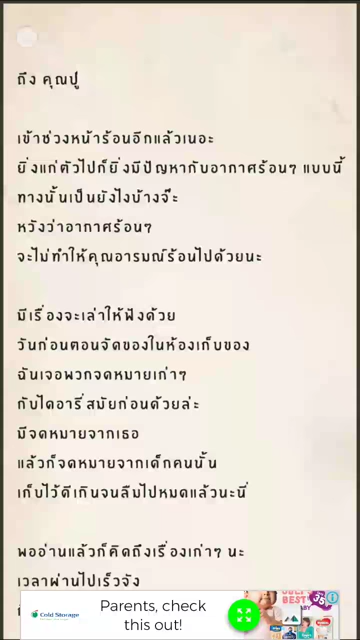 ถึง คุณปู่
เข้าช่วงหน้าร้อนอีกแล้วเนอะ
ยิ่งแก่ตัวไปก็ยิ่งมีปัญหากับอากาศร้อนๆ แบบนี้
ทางนั้นเป็นยังไงบ้างจ๊ะ
หวังว่าอากาศร้อนๆ
จะไม่ทำให้คุณอารมณ์ร้อนไปด้วยนะ
มีเรื่องจะเล่าให้ฟังด้วย
วันก่อนตอนจัดของในห้องเก็บของ
ฉันเจอพวกจดหมายเก่าๆ
กับไดอารี่สมัยก่อนด้วยล่ะ
มีจดหมายจากเธอ
แล้วก็จดหมายจากเด็กคนนั้น
เก็บไว้ดีเกินจนลืมไปหมดแล้วนะนี่
พออ่านแล้วก็คิดถึงเรื่องเก่าๆ นะ
เวลาผ่านไปเร็วจัง
Cold Storage
Parents, check
this out!
BEST